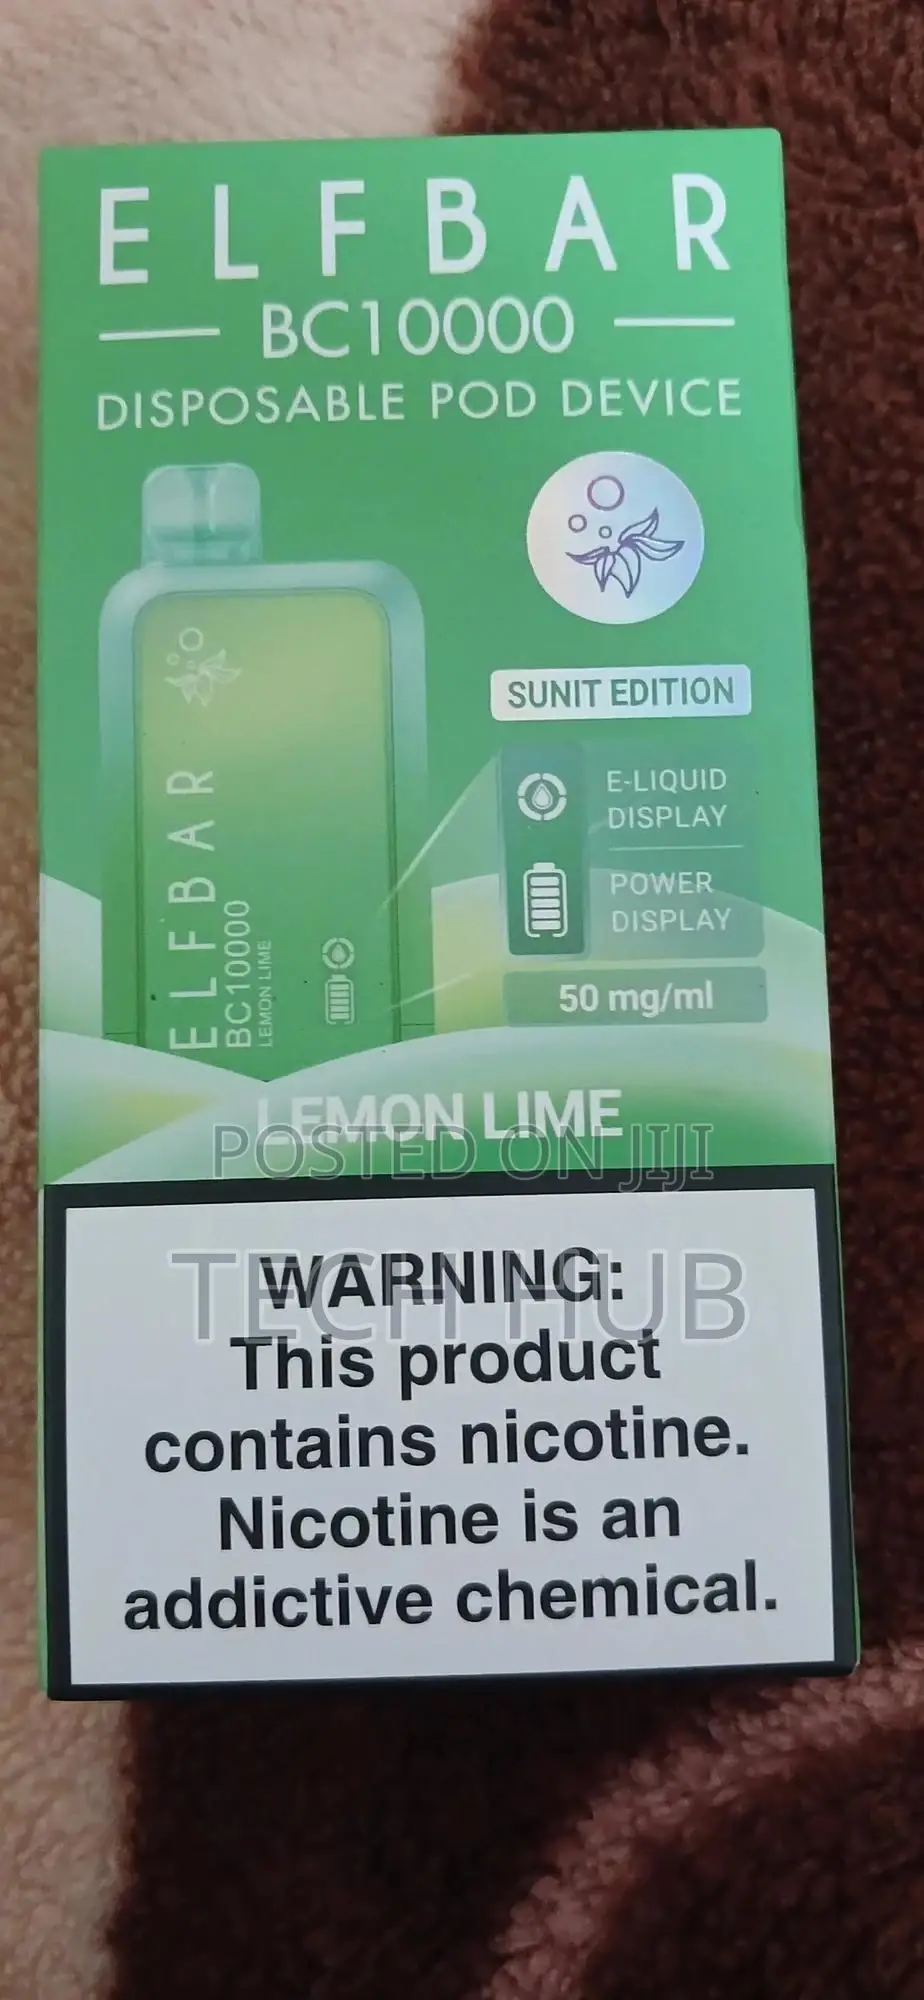 ELFBAR
BC10000
DISPOSABLE POD DEVICE
SUNIT EDITION
E-LIQUID
DISPLAY
POWER
DISPLAY
50 mg/ml
ELFBAR
BC10000
LEMON LIME
LEMON LIME
POSTED ON JIJI
TECH HUB
WARNING:
This product
contains nicotine.
Nicotine is an
addictive chemical.